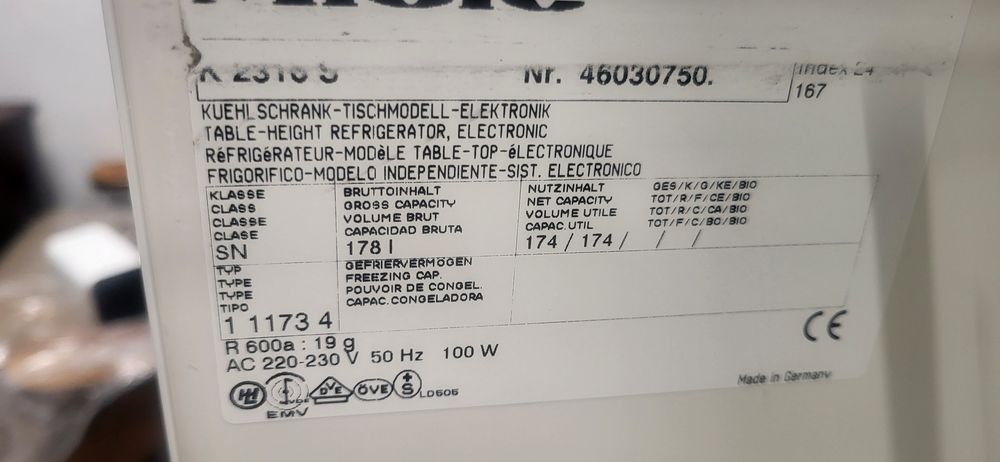 Miele
K 2316 S Nr. 46030750. Index 24
167
KUEHLSCHRANK-TISCHMODELL-ELEKTRONIK
TABLE-HEIGHT REFRIGERATOR, ELECTRONIC
RéFRIGéRATEUR-MODèLE TABLE-TOP-éLECTRONIQUE
FRIGORIFICO-MODELO INDEPENDIENTE-SIST. ELECTRONICO
KLASSE BRUTTOINHALT NUTZINHALT GES/K/G/KE/BIO
CLASS GROSS CAPACITY NET CAPACITY TOT/R/F/CE/BIO
CLASSE VOLUME BRUT VOLUME UTILE TOT/R/C/CA/BIO
CLASE CAPACIDAD BRUTA CAPAC.UTIL TOT/F/C/BO/BIO
SN 178 l 174 / 174 / / /
TYP GEFRIERVERMÖGEN
TYPE FREEZING CAP.
TYPE POUVOIR DE CONGEL.
TIPO CAPAC.CONGELADORA
1 1173 4
R 600a : 19 g
AC 220-230 V 50 Hz 100 W
CE
VDE ÖVE +S LD505
EMV
Made in Germany